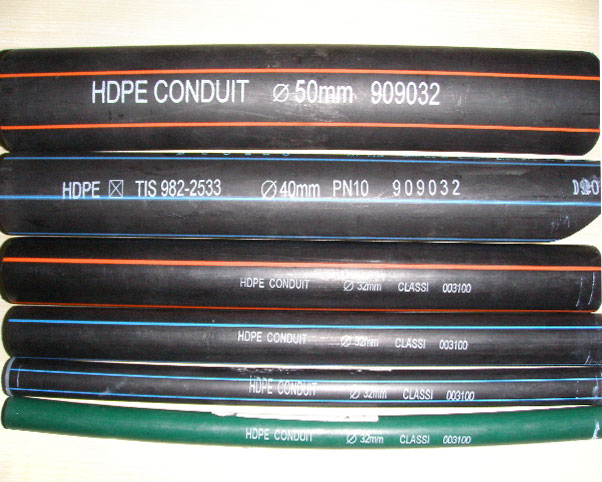 HDPE CONDUIT ⌀ 50mm 909032
HDPE ☒ TIS 982-2533 ⌀ 40mm PN10 909032
HDPE CONDUIT ⌀ 32mm CLASSI 003100
HDPE CONDUIT ⌀ 32mm CLASSI 003100
HDPE CONDUIT ⌀ 32mm CLASSI 003100
HDPE CONDUIT ⌀ 32mm CLASSI 003100